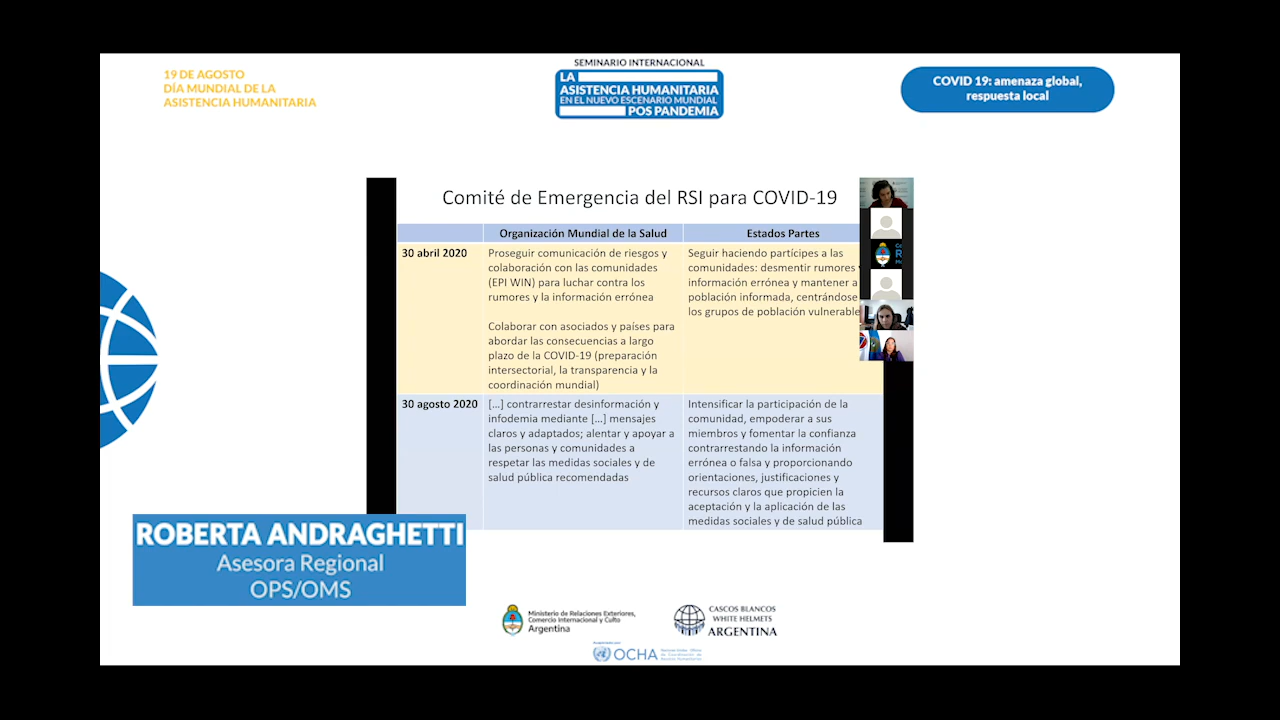 19 DE AGOSTO
DÍA MUNDIAL DE LA
ASISTENCIA HUMANITARIA
SEMINARIO INTERNACIONAL
LA
ASISTENCIA HUMANITARIA
EN EL NUEVO ESCENARIO MUNDIAL
POS PANDEMIA
COVID 19: amenaza global,
respuesta local
Comité de Emergencia del RSI para COVID-19
Organización Mundial de la Salud
Estados Partes
30 abril 2020
Proseguir comunicación de riesgos y
colaboración con las comunidades
(EPI WIN) para luchar contra los
rumores y la información errónea
Colaborar con asociados y países para
abordar las consecuencias a largo
plazo de la COVID-19 (preparación
intersectorial, la transparencia y la
coordinación mundial)
Seguir haciendo partícipes a las
comunidades: desmentir rumores
información errónea y mantener a
población informada, centrándose
los grupos de población vulnerable
30 agosto 2020
[…] contrarrestar desinformación y
infodemia mediante […] mensajes
claros y adaptados; alentar y apoyar a
las personas y comunidades a
respetar las medidas sociales y de
salud pública recomendadas
Intensificar la participación de la
comunidad, empoderar a sus
miembros y fomentar la confianza
contrarrestando la información
errónea o falsa y proporcionando
orientaciones, justificaciones y
recursos claros que propicien la
aceptación y la aplicación de las
medidas sociales y de salud pública
ROBERTA ANDRAGHETTI
Asesora Regional
OPS/OMS
Ministerio de Relaciones Exteriores,
Comercio Internacional y Culto
Argentina
CASCOS BLANCOS
WHITE HELMETS
ARGENTINA
OCHA